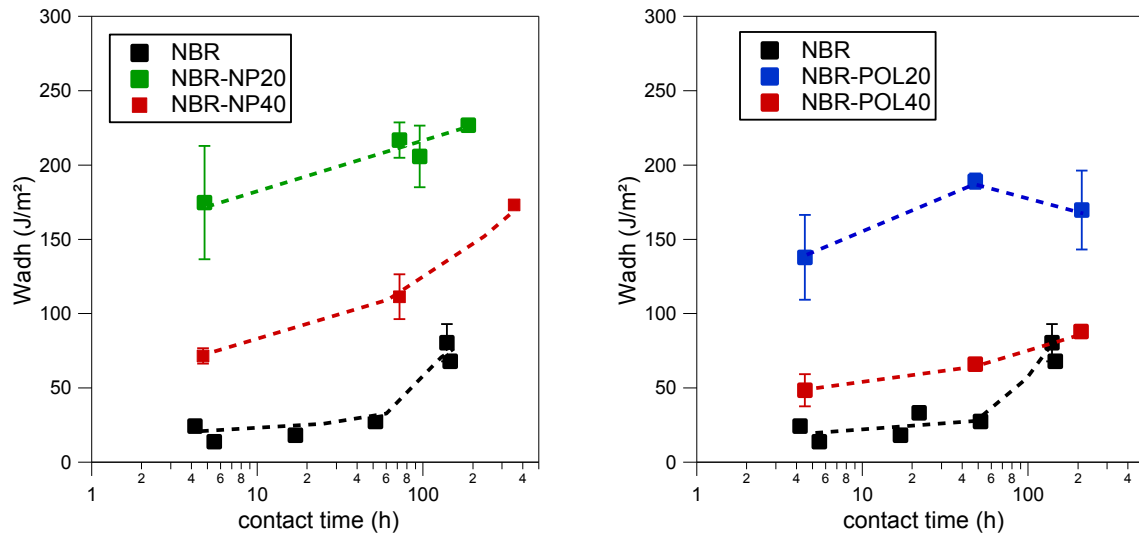 300
250
200
150
100
50
0
Wadh (J/m²)
NBR
NBR-NP20
NBR-NP40
2 4 6 8 2 4 6 8 2 4
1 10 100
contact time (h)
300
250
200
150
100
50
0
Wadh (J/m²)
NBR
NBR-POL20
NBR-POL40
2 4 6 8 2 4 6 8 2 4
1 10 100
contact time (h)